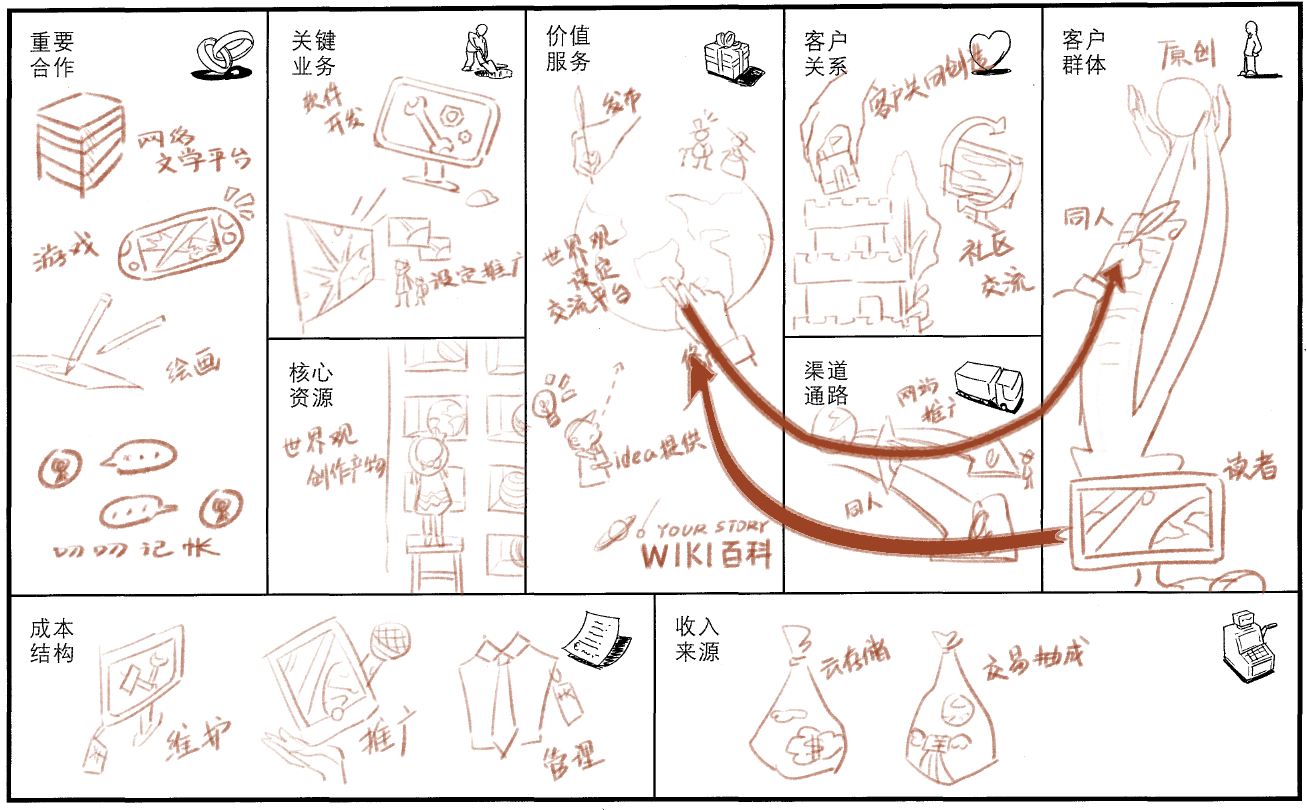 重要
合作
网络
文学平台
游戏
绘画
叨叨记帐
关键
业务
软件
开发
设定推广
核心
资源
世界观
创作产物
价值
服务
发布
世界观
设定
交流平台
idea提供
YOUR STORY
WIKI百科
客户
关系
客户共同创造
社区
交流
渠道
通路
网站
推广
同人
客户
群体
原创
同人
读者
成本
结构
维护
推广
管理
收入
来源
云存储
$
交易抽成